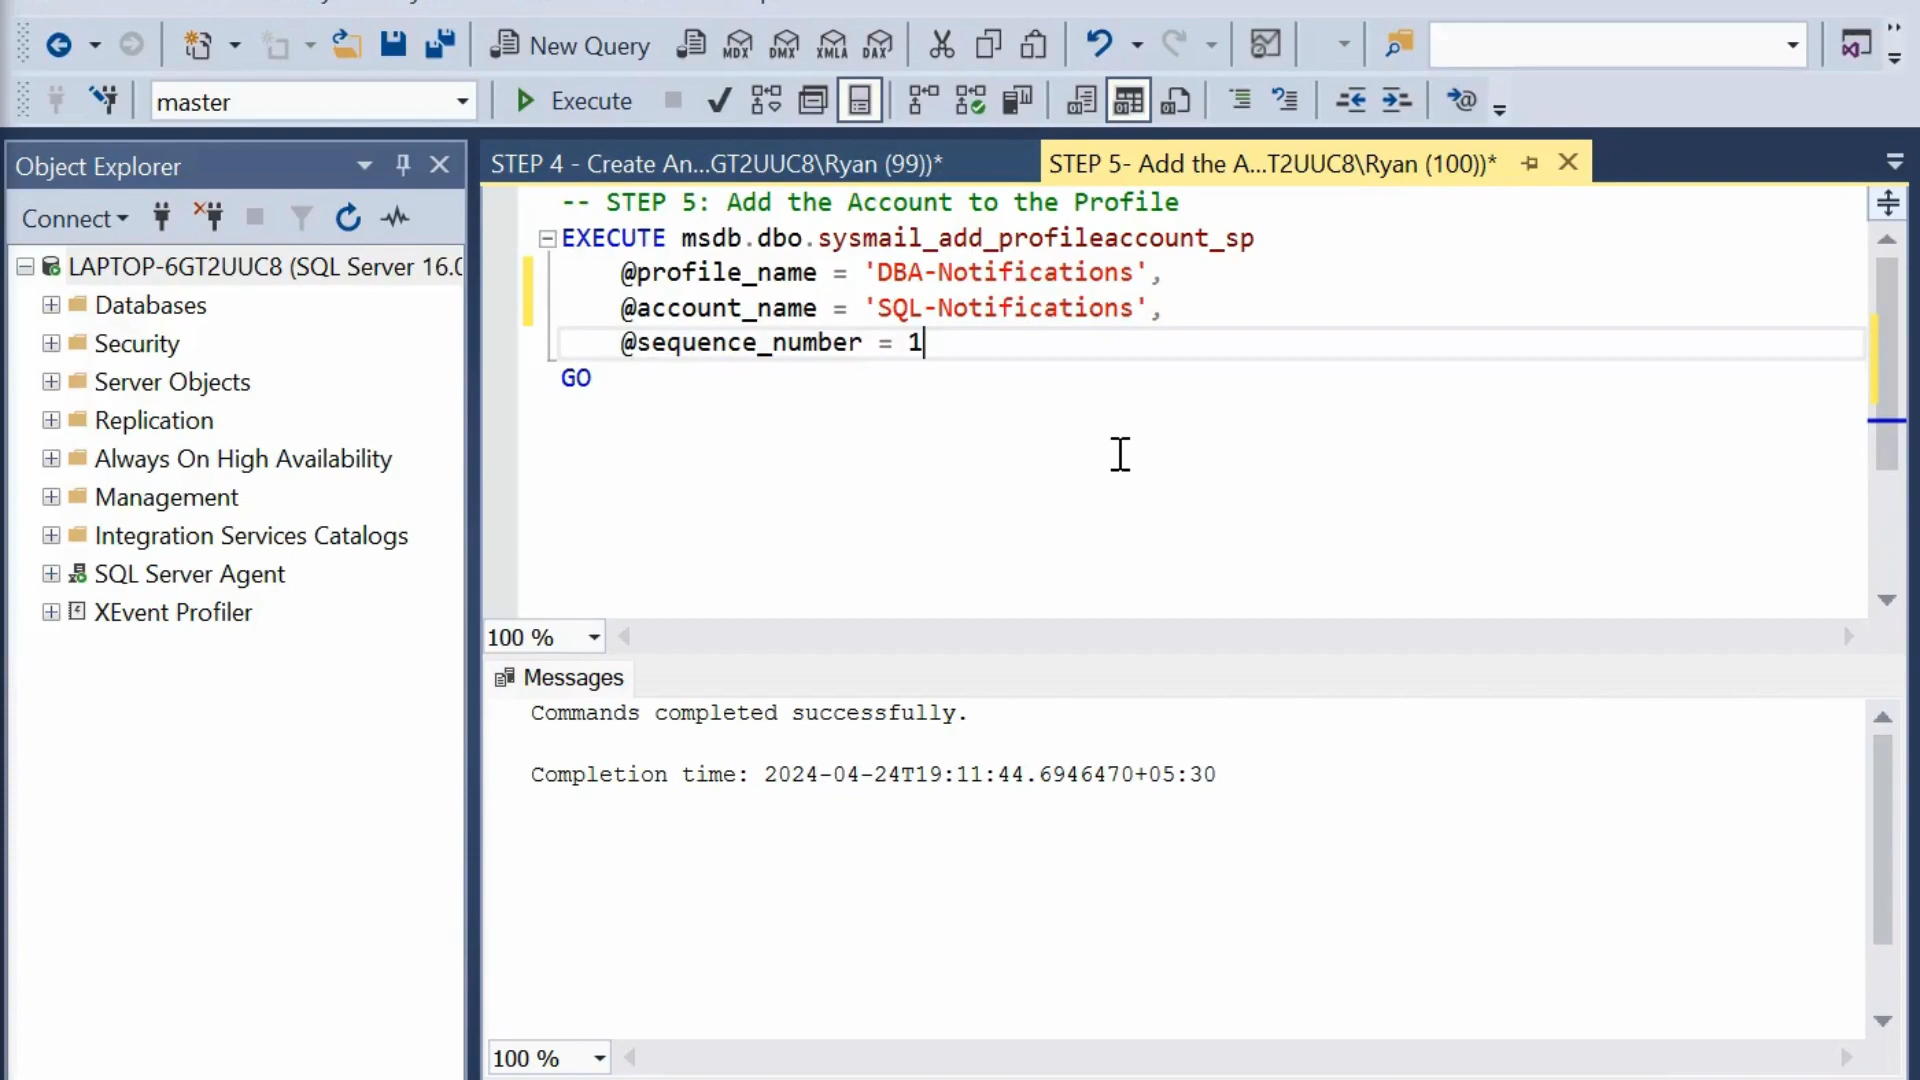 New Query
MDX DMX XMLA DAX
master
Execute
Object Explorer
Connect
LAPTOP-6GT2UUC8 (SQL Server 16.0
Databases
Security
Server Objects
Replication
Always On High Availability
Management
Integration Services Catalogs
SQL Server Agent
XEvent Profiler
STEP 4 - Create An...GT2UUC8\Ryan (99))*
STEP 5- Add the A...T2UUC8\Ryan (100))*
-- STEP 5: Add the Account to the Profile
EXECUTE msdb.dbo.sysmail_add_profileaccount_sp
@profile_name = 'DBA-Notifications',
@account_name = 'SQL-Notifications',
@sequence_number = 1
GO
100 %
Messages
Commands completed successfully.
Completion time: 2024-04-24T19:11:44.6946470+05:30
100 %